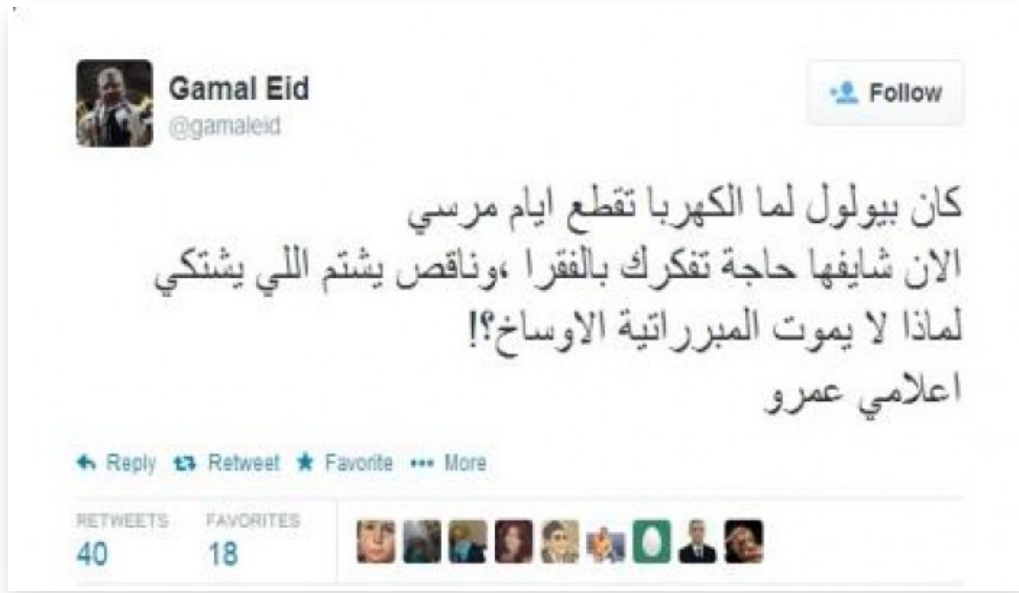 Gamal Eid
@gamaleid
Follow
كان بيولول لما الكهربا تقطع ايام مرسي
الان شايفها حاجة تفكرك بالفقرا ،وناقص يشتم اللي يشتكي
لماذا لا يموت المبرراتية الاوساخ؟!
اعلامي عمرو
Reply Retweet Favorite More
RETWEETS FAVORITES
40 18